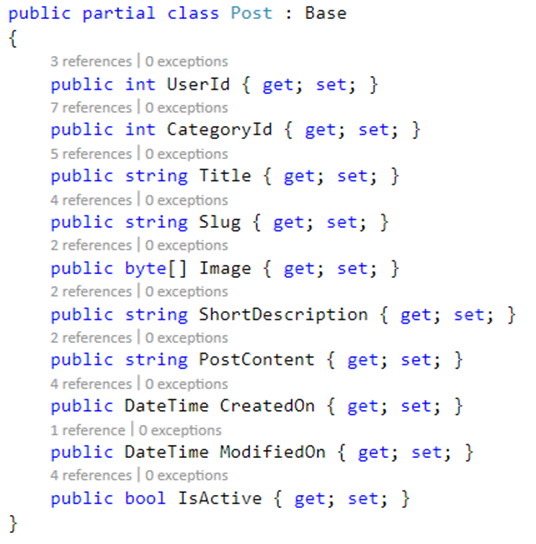 public partial class Post : Base
{
3 references | 0 exceptions
public int UserId { get; set; }
7 references | 0 exceptions
public int CategoryId { get; set; }
5 references | 0 exceptions
public string Title { get; set; }
4 references | 0 exceptions
public string Slug { get; set; }
2 references | 0 exceptions
public byte[] Image { get; set; }
2 references | 0 exceptions
public string ShortDescription { get; set; }
2 references | 0 exceptions
public string PostContent { get; set; }
4 references | 0 exceptions
public DateTime CreatedOn { get; set; }
1 reference | 0 exceptions
public DateTime ModifiedOn { get; set; }
4 references | 0 exceptions
public bool IsActive { get; set; }
}